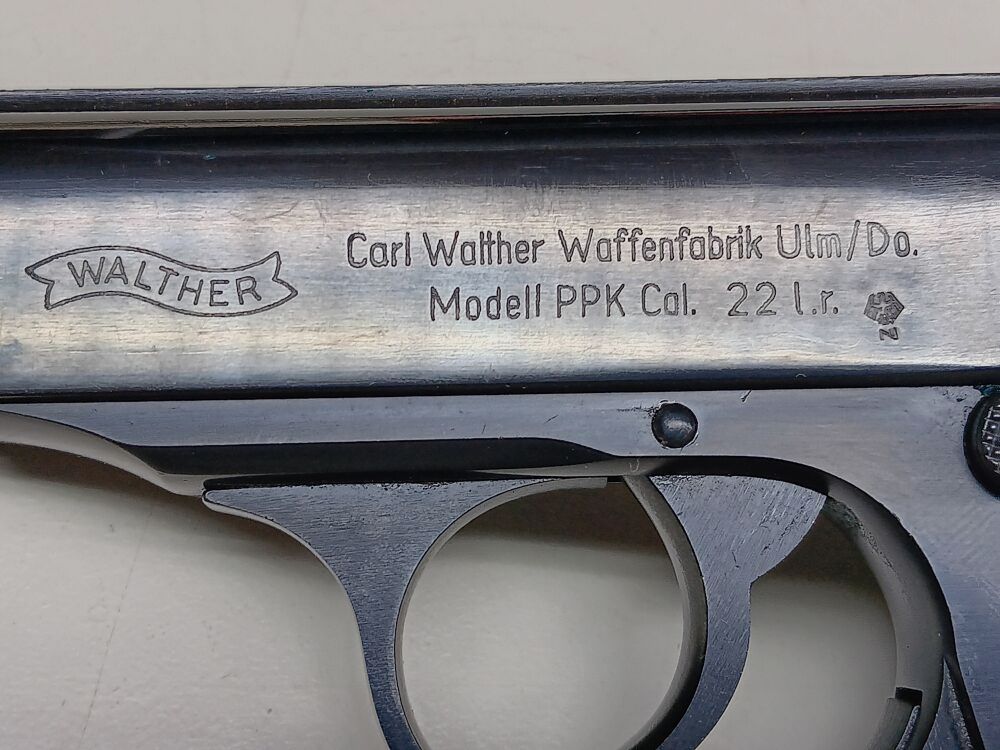 WALTHER
Carl Walther Waffenfabrik Ulm/Do.
Modell PPK Cal. 22 l.r.
Z